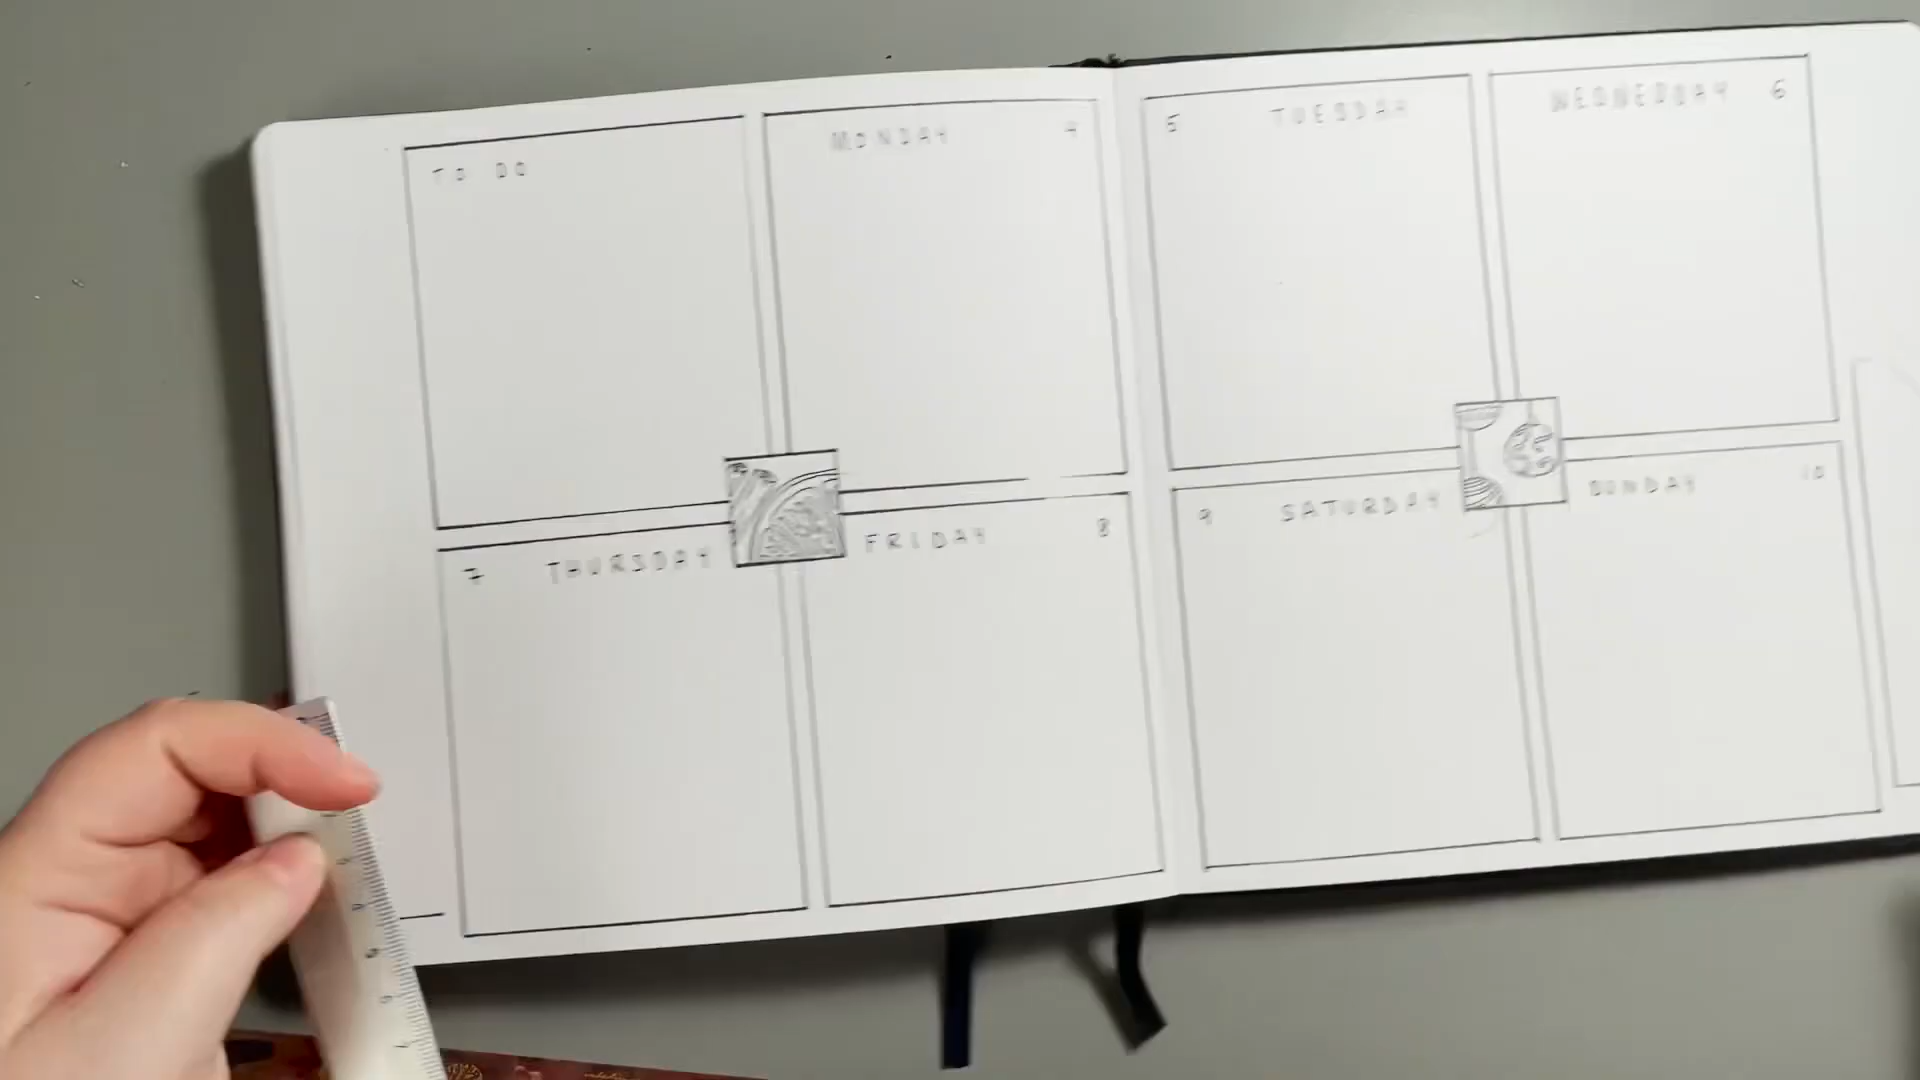 TO DO
MONDAY 4
5 TUESDAY
WEDNESDAY 6
7 THURSDAY
FRIDAY 8
9 SATURDAY
SUNDAY 10